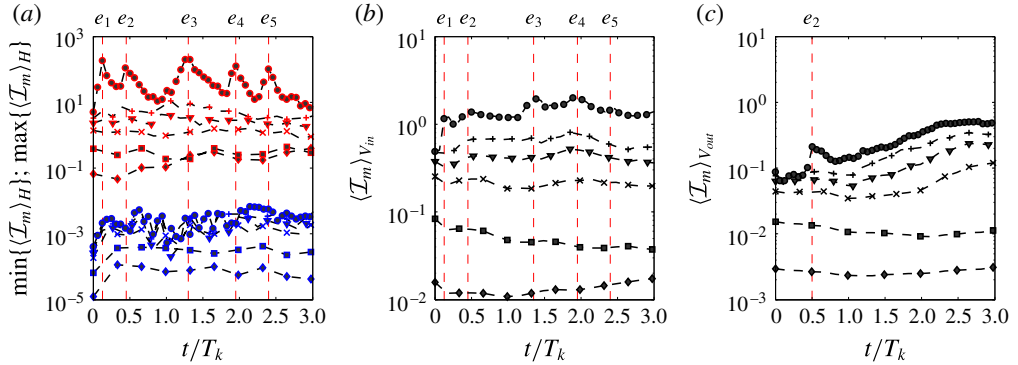 (a) e1 e2 e3 e4 e5
10^3
10^1
10^-1
10^-3
10^-5
min{⟨ℐm⟩H}; max{⟨ℐm⟩H}
0 0.5 1.0 1.5 2.0 2.5 3.0
t/Tk
(b) e1 e2 e3 e4 e5
10^1
10^0
10^-1
10^-2
⟨ℐm⟩Vin
0 0.5 1.0 1.5 2.0 2.5 3.0
t/Tk
(c) e2
10^1
10^0
10^-1
10^-2
10^-3
⟨ℐm⟩Vout
0 0.5 1.0 1.5 2.0 2.5 3.0
t/Tk